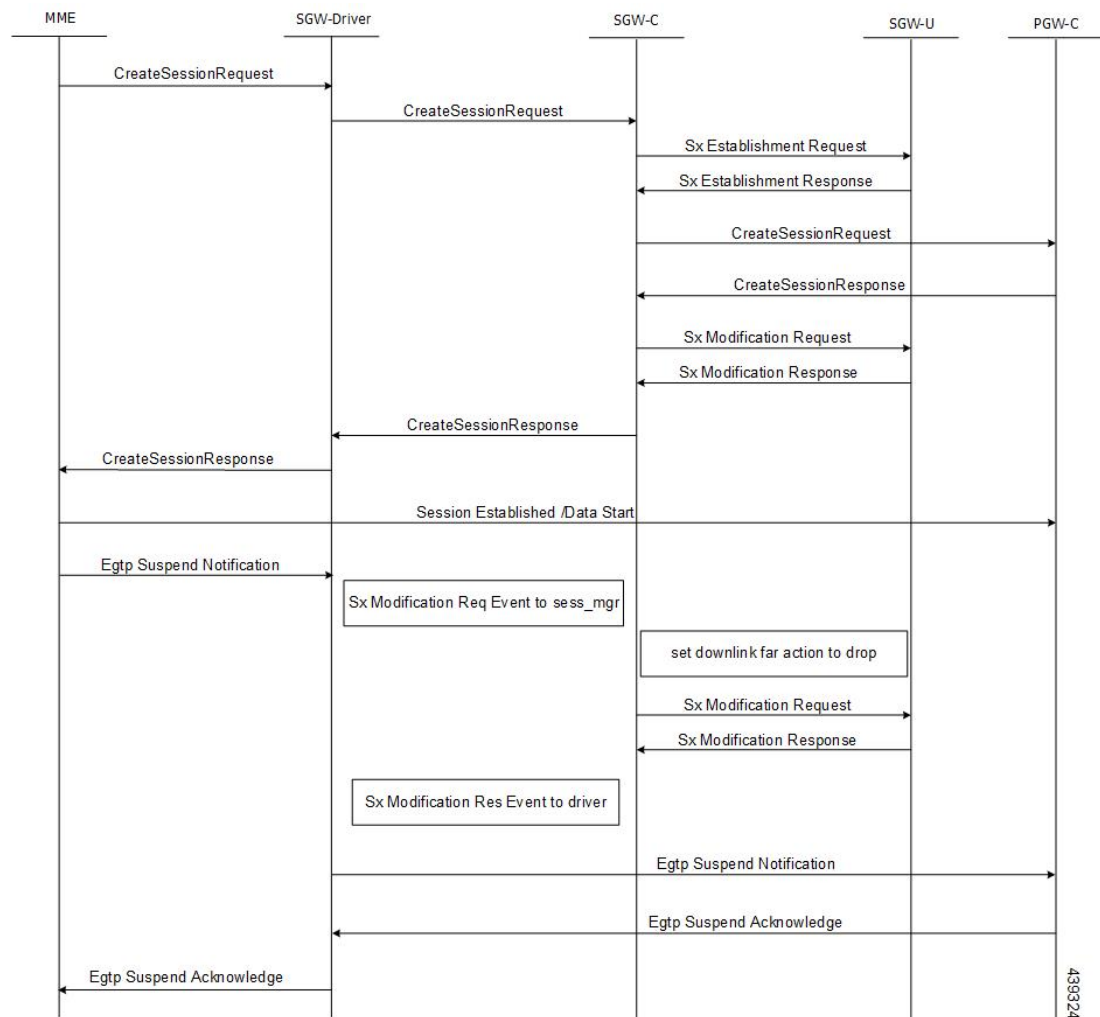 MME
SGW-Driver
SGW-C
SGW-U
PGW-C
CreateSessionRequest
CreateSessionRequest
Sx Establishment Request
Sx Establishment Response
CreateSessionRequest
CreateSessionResponse
Sx Modification Request
Sx Modification Response
CreateSessionResponse
CreateSessionResponse
Session Established /Data Start
Egtp Suspend Notification
Sx Modification Req Event to sess_mgr
set downlink far action to drop
Sx Modification Request
Sx Modification Response
Sx Modification Res Event to driver
Egtp Suspend Notification
Egtp Suspend Acknowledge
Egtp Suspend Acknowledge
439324